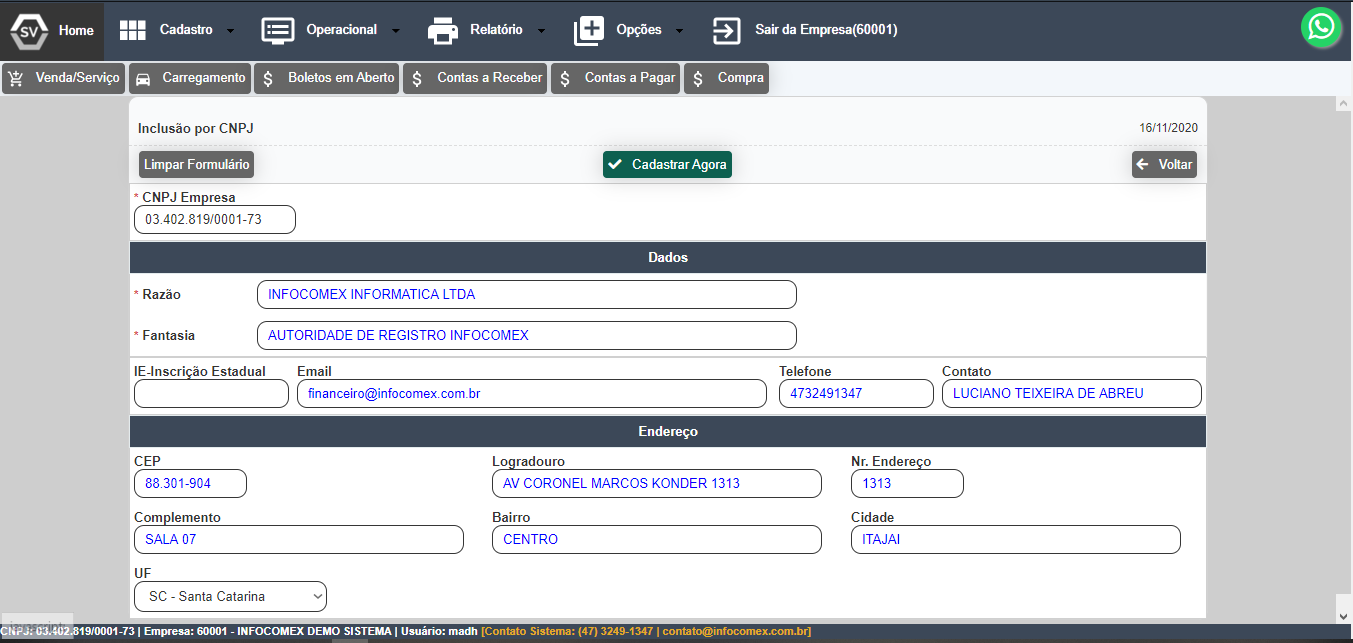 SV Home Cadastro Operacional Relatório Opções Sair da Empresa(60001)
Venda/Serviço $ Carregamento $ Boletos em Aberto $ Contas a Receber $ Contas a Pagar $ Compra
Inclusão por CNPJ 16/11/2020
Limpar Formulário Cadastrar Agora Voltar
* CNPJ Empresa
03.402.819/0001-73
Dados
* Razão INFOCOMEX INFORMATICA LTDA
* Fantasia AUTORIDADE DE REGISTRO INFOCOMEX
IE-Inscrição Estadual Email Telefone Contato
financeiro@infocomex.com.br 4732491347 LUCIANO TEIXEIRA DE ABREU
Endereço
CEP Logradouro Nr. Endereço
88.301-904 AV CORONEL MARCOS KONDER 1313 1313
Complemento Bairro Cidade
SALA 07 CENTRO ITAJAI
UF
SC - Santa Catarina
CNPJ: 03.402.819/0001-73 | Empresa: 60001 - INFOCOMEX DEMO SISTEMA | Usuário: madh [Contato Sistema: (47) 3249-1347 | contato@infocomex.com.br]